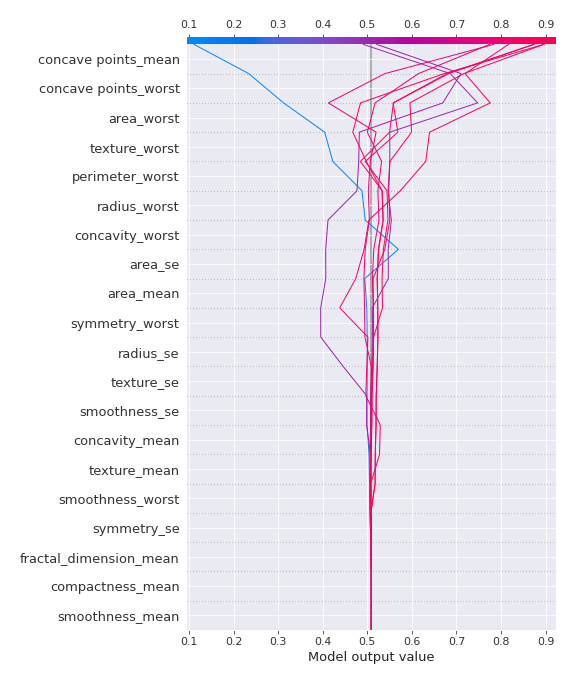 0.1 0.2 0.3 0.4 0.5 0.6 0.7 0.8 0.9
concave points_mean
concave points_worst
area_worst
texture_worst
perimeter_worst
radius_worst
concavity_worst
area_se
area_mean
symmetry_worst
radius_se
texture_se
smoothness_se
concavity_mean
texture_mean
smoothness_worst
symmetry_se
fractal_dimension_mean
compactness_mean
smoothness_mean
0.1 0.2 0.3 0.4 0.5 0.6 0.7 0.8 0.9
Model output value